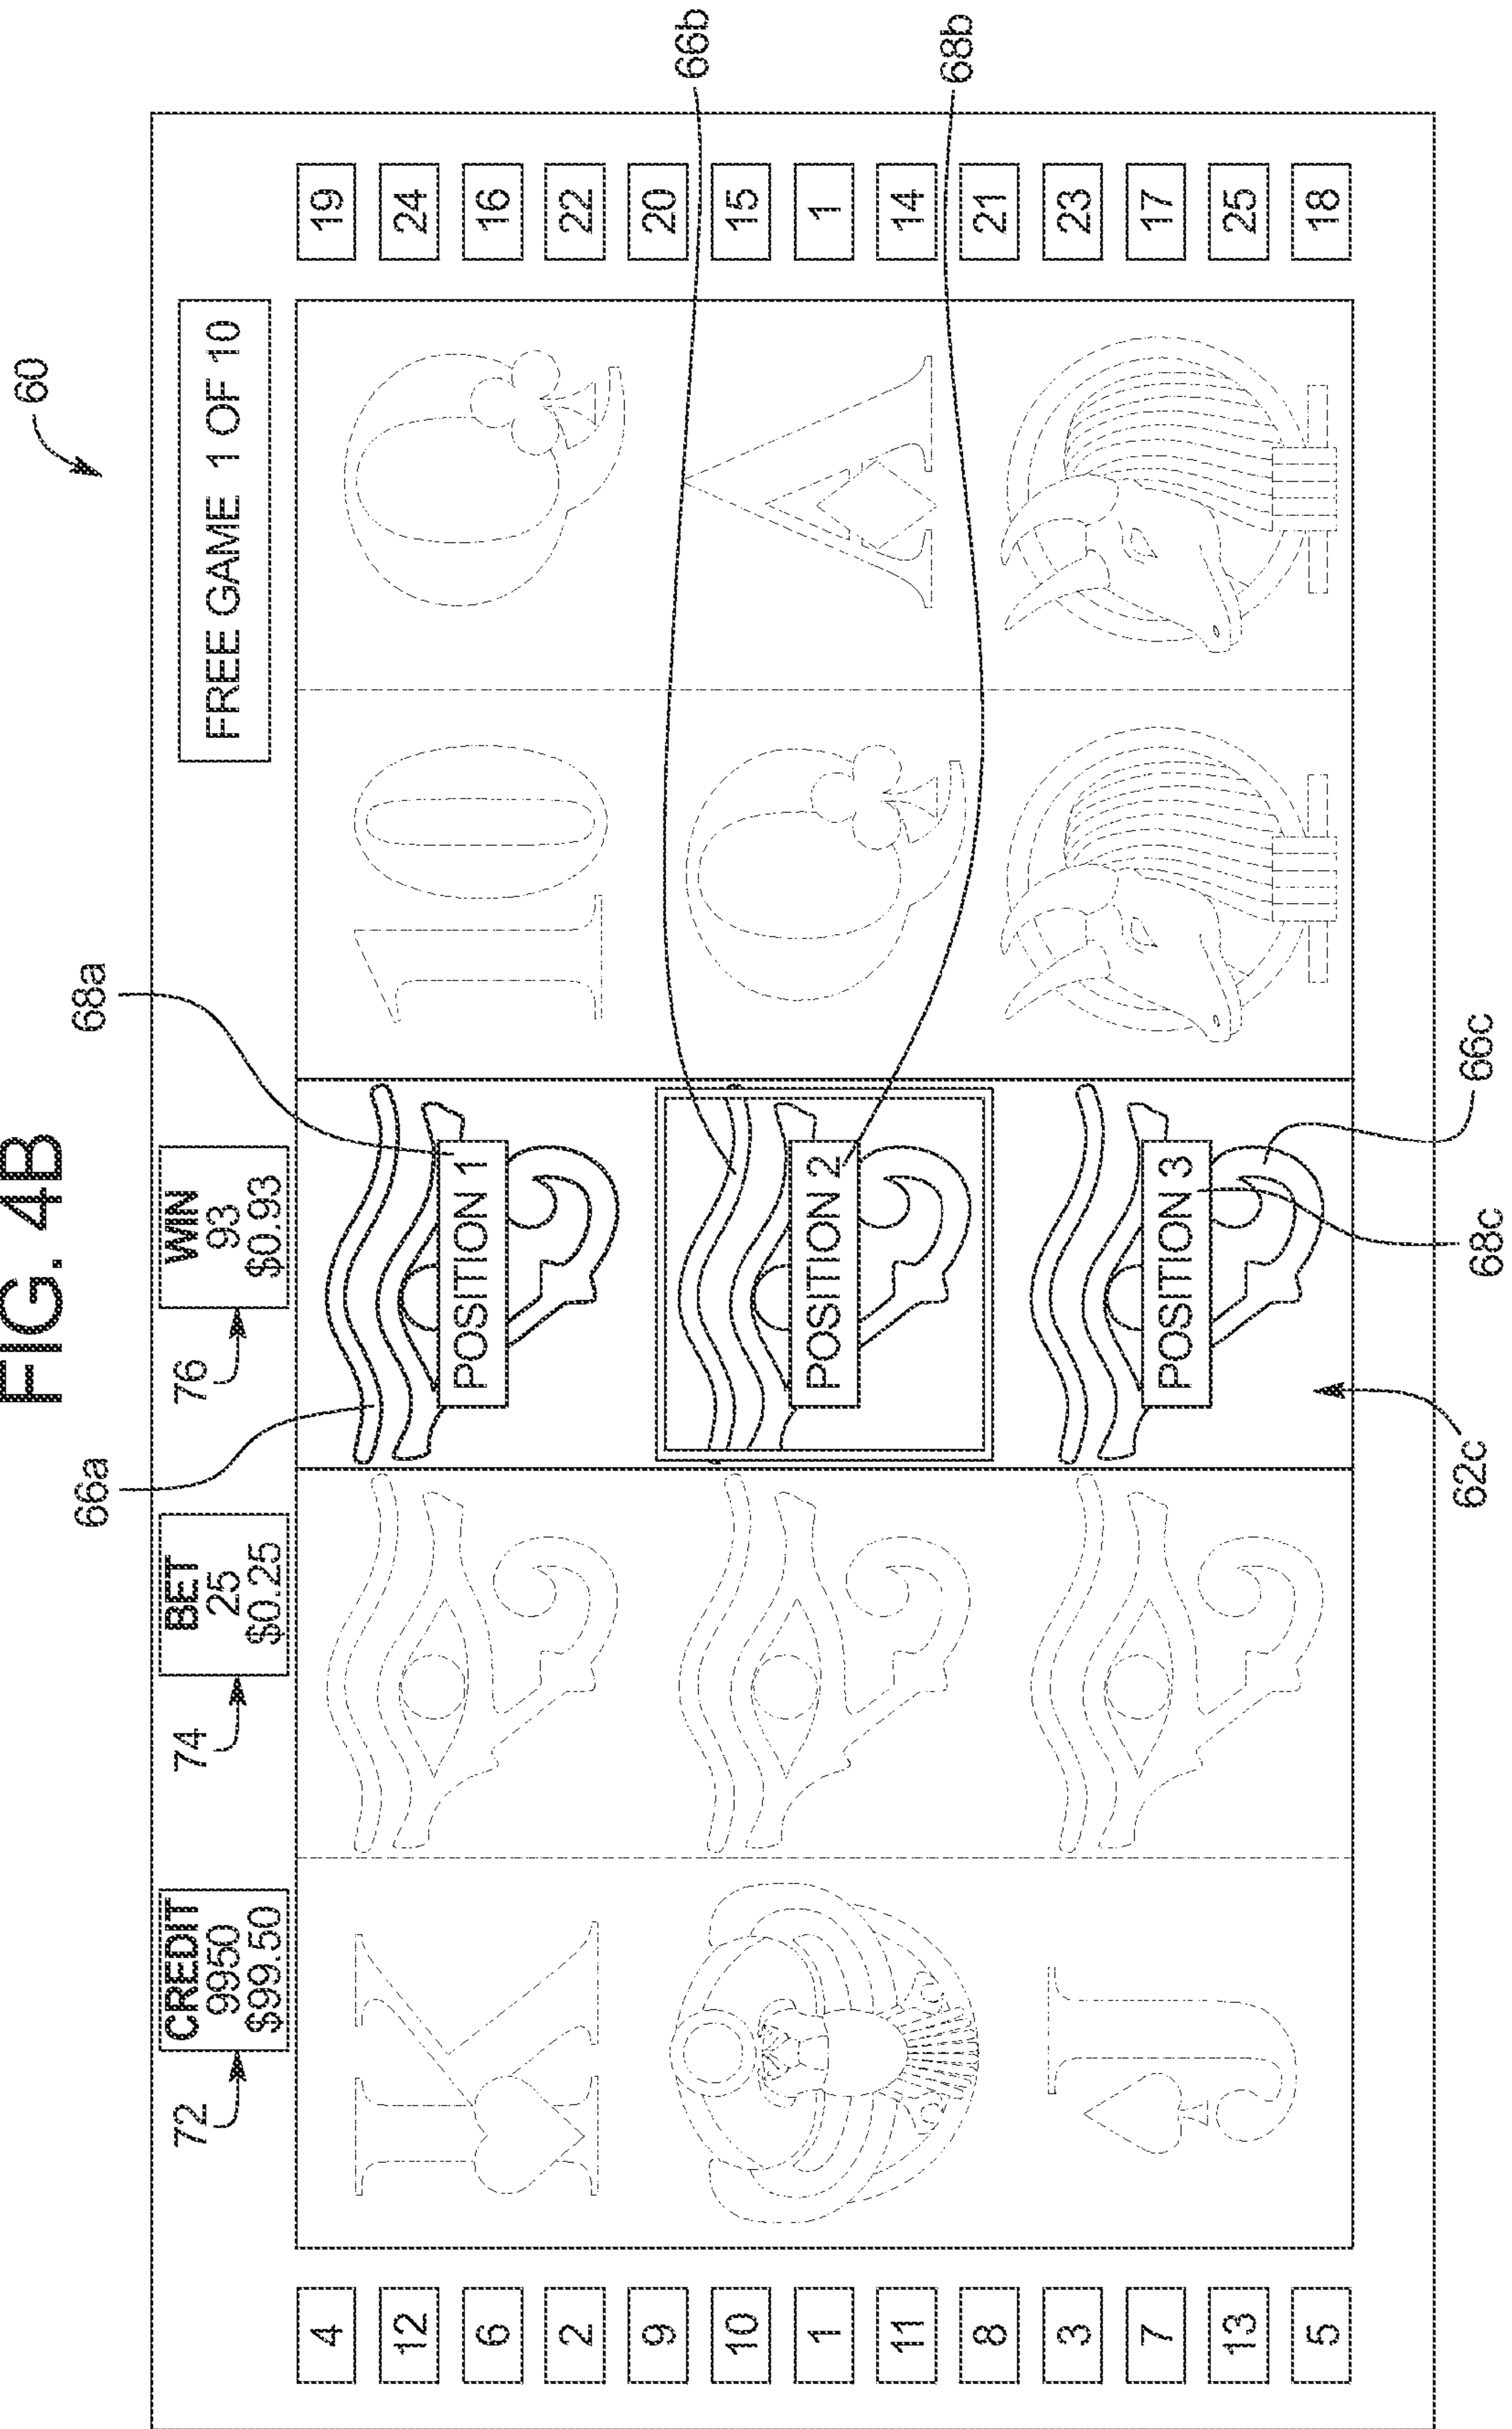 FIG. 4B
60
72
CREDIT
9950
$99.50
74
BET
25
$0.25
76
WIN
93
$0.93
FREE GAME 1 OF 10
66a
68a
66b
68b
4
12
6
2
9
10
1
11
8
3
7
13
5
K
J
POSITION 1
POSITION 2
POSITION 3
10
Q
Q
A
19
24
16
22
20
15
1
14
21
23
17
25
18
62c
68c
66c